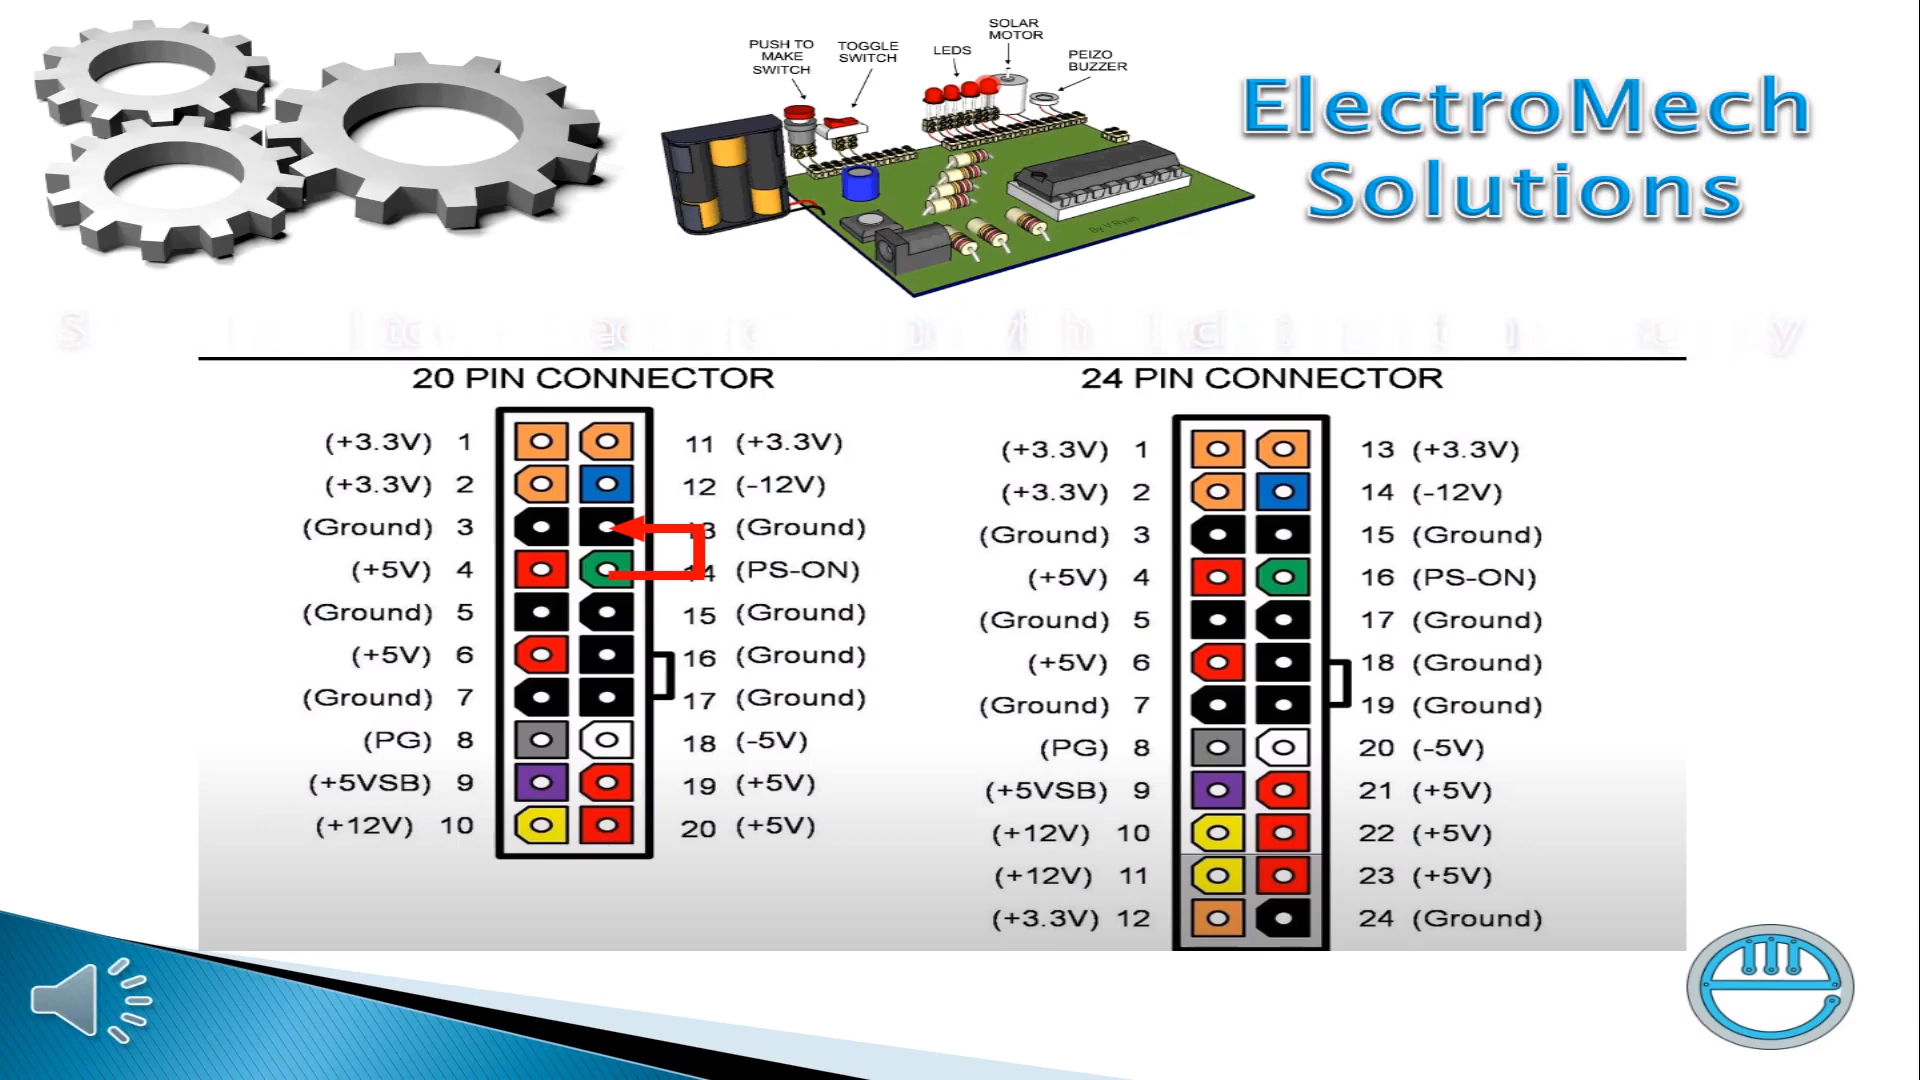 PUSH TO
MAKE
SWITCH
TOGGLE
SWITCH
LEDS
SOLAR
MOTOR
PEIZO
BUZZER
By V.Ryan
ElectroMech
Solutions
20 PIN CONNECTOR
(+3.3V) 1 11 (+3.3V)
(+3.3V) 2 12 (-12V)
(Ground) 3 13 (Ground)
(+5V) 4 14 (PS-ON)
(Ground) 5 15 (Ground)
(+5V) 6 16 (Ground)
(Ground) 7 17 (Ground)
(PG) 8 18 (-5V)
(+5VSB) 9 19 (+5V)
(+12V) 10 20 (+5V)
24 PIN CONNECTOR
(+3.3V) 1 13 (+3.3V)
(+3.3V) 2 14 (-12V)
(Ground) 3 15 (Ground)
(+5V) 4 16 (PS-ON)
(Ground) 5 17 (Ground)
(+5V) 6 18 (Ground)
(Ground) 7 19 (Ground)
(PG) 8 20 (-5V)
(+5VSB) 9 21 (+5V)
(+12V) 10 22 (+5V)
(+12V) 11 23 (+5V)
(+3.3V) 12 24 (Ground)